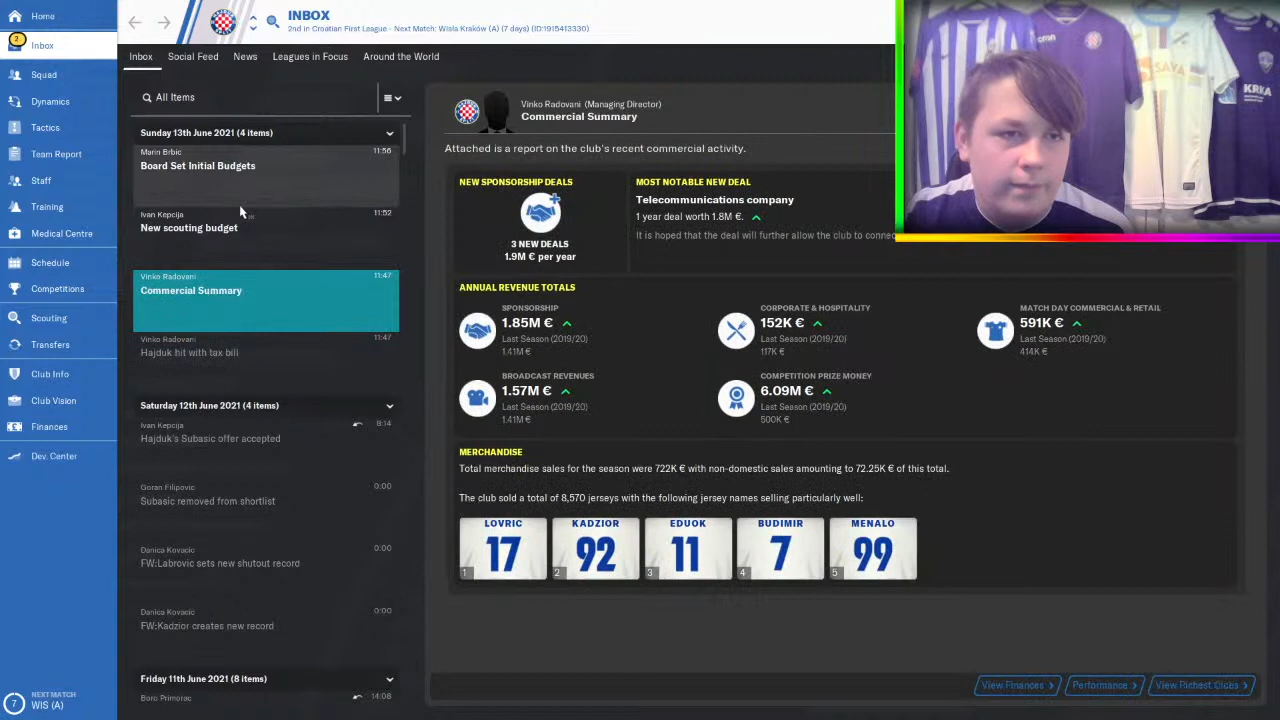 Home
2
Inbox
Squad
Dynamics
Tactics
Team Report
Staff
Training
Medical Centre
Schedule
Competitions
Scouting
Transfers
Club Info
Club Vision
Finances
Dev. Center
7
NEXT MATCH
WIS (A)
INBOX
2nd in Croatian First League - Next Match: Wisła Kraków (A) (7 days) (ID:1915413330)
Inbox Social Feed News Leagues in Focus Around the World
All Items
Sunday 13th June 2021 (4 items)
Marin Brbic 11:56
Board Set Initial Budgets
Ivan Kepcija 11:52
New scouting budget
Vinko Radovani 11:47
Commercial Summary
Vinko Radovani 11:47
Hajduk hit with tax bill
Saturday 12th June 2021 (4 items)
Ivan Kepcija 8:14
Hajduk's Subasic offer accepted
Goran Filipovic 0:00
Subasic removed from shortlist
Danica Kovacic 0:00
FW:Labrovic sets new shutout record
Danica Kovacic 0:00
FW:Kadzior creates new record
Friday 11th June 2021 (8 items)
Boro Primorac 14:08
Vinko Radovani (Managing Director)
Commercial Summary
Attached is a report on the club's recent commercial activity.
NEW SPONSORSHIP DEALS
3 NEW DEALS
1.9M € per year
MOST NOTABLE NEW DEAL
Telecommunications company
1 year deal worth 1.8M €.
It is hoped that the deal will further allow the club to connec
ANNUAL REVENUE TOTALS
SPONSORSHIP
1.85M €
Last Season (2019/20)
1.41M €
CORPORATE & HOSPITALITY
152K €
Last Season (2019/20)
117K €
MATCH DAY COMMERCIAL & RETAIL
591K €
Last Season (2019/20)
414K €
BROADCAST REVENUES
1.57M €
Last Season (2019/20)
1.41M €
COMPETITION PRIZE MONEY
6.09M €
Last Season (2019/20)
500K €
MERCHANDISE
Total merchandise sales for the season were 722K € with non-domestic sales amounting to 72.25K € of this total.
The club sold a total of 8,570 jerseys with the following jersey names selling particularly well:
LOVRIC
17
1
KADZIOR
92
2
EDUOK
11
3
BUDIMIR
7
4
MENALO
99
5
View Finances Performance View Richest Clubs
SAVA
KRKA